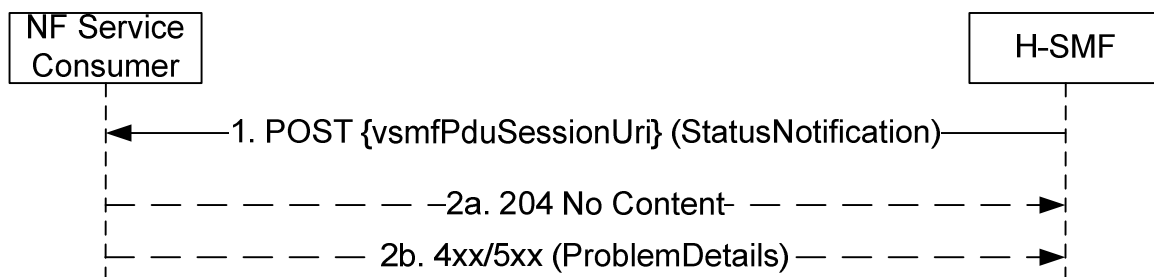 NF Service
Consumer
H-SMF
1. POST {vsmfPduSessionUri} (StatusNotification)
2a. 204 No Content
2b. 4xx/5xx (ProblemDetails)